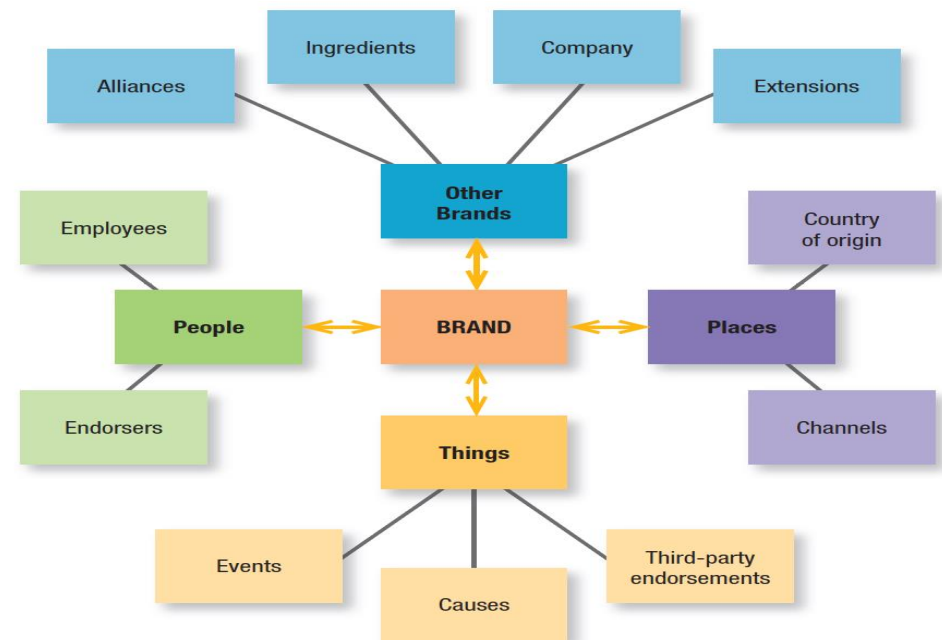 Ingredients
Company
Alliances
Extensions
Other
Brands
Employees
Country
of origin
People
BRAND
Places
Endorsers
Channels
Things
Events
Third-party
endorsements
Causes